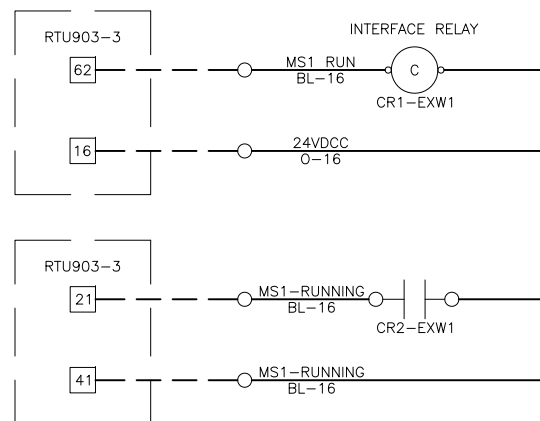 INTERFACE RELAY
RTU903-3
62
MS1 RUN
BL-16
C
CR1-EXW1
16
24VDCC
O-16
RTU903-3
21
MS1-RUNNING
BL-16
CR2-EXW1
41
MS1-RUNNING
BL-16